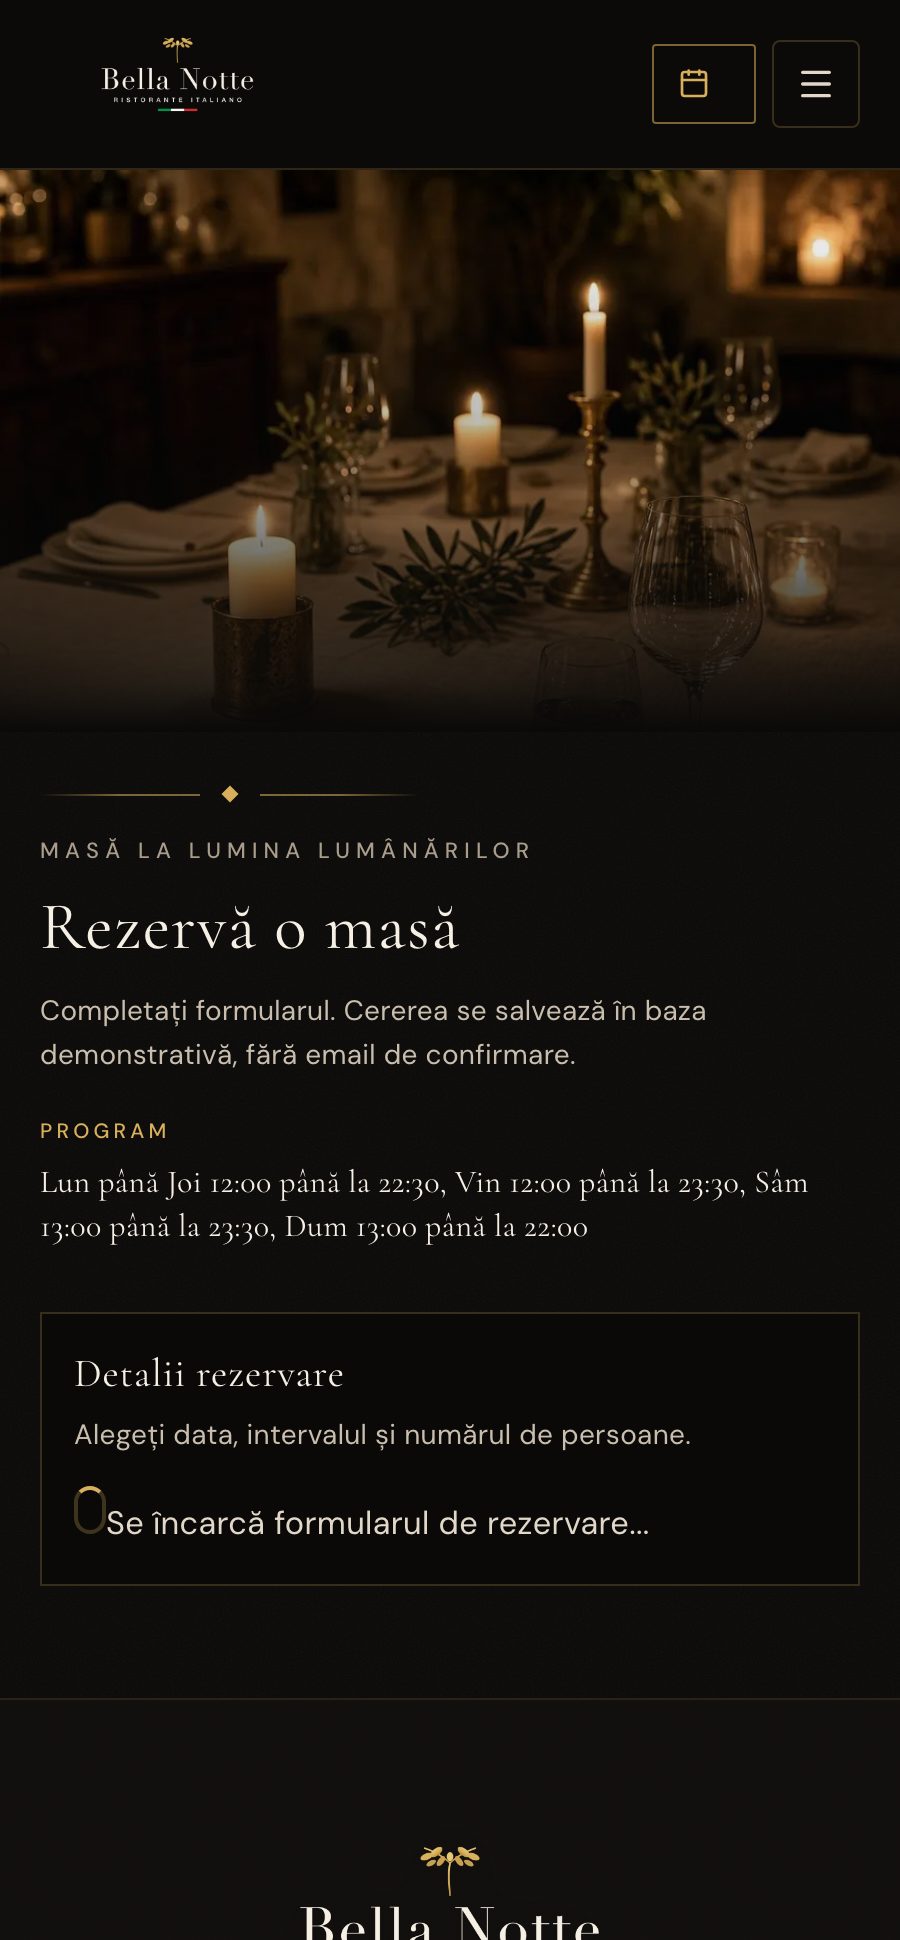 Bella Notte
RISTORANTE ITALIANO
MASĂ LA LUMINA LUMÂNĂRILOR
Rezervă o masă
Completați formularul. Cererea se salvează în baza
demonstrativă, fără email de confirmare.
PROGRAM
Lun până Joi 12:00 până la 22:30, Vin 12:00 până la 23:30, Sâm
13:00 până la 23:30, Dum 13:00 până la 22:00
Detalii rezervare
Alegeți data, intervalul și numărul de persoane.
Se încarcă formularul de rezervare...
Bella Notte